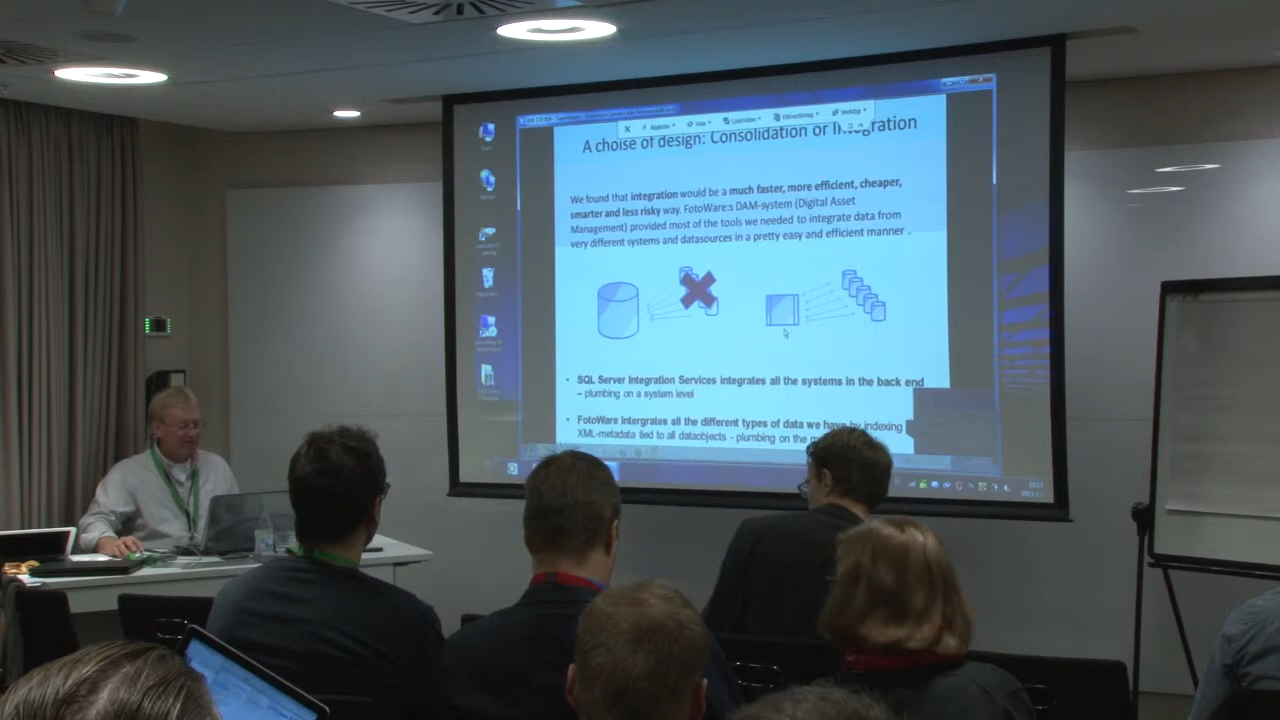 A choise of design: Consolidation or Integration
We found that integration would be a much faster, more efficient, cheaper,
smarter and less risky way. FotoWare:s DAM-system (Digital Asset
Management) provided most of the tools we needed to integrate data from
very different systems and datasources in a pretty easy and efficient manner .
• SQL Server Integration Services integrates all the systems in the back end
– plumbing on a system level
• FotoWare intergrates all the different types of data we have by indexing
XML-metadata tied to all dataobjects - plumbing on the